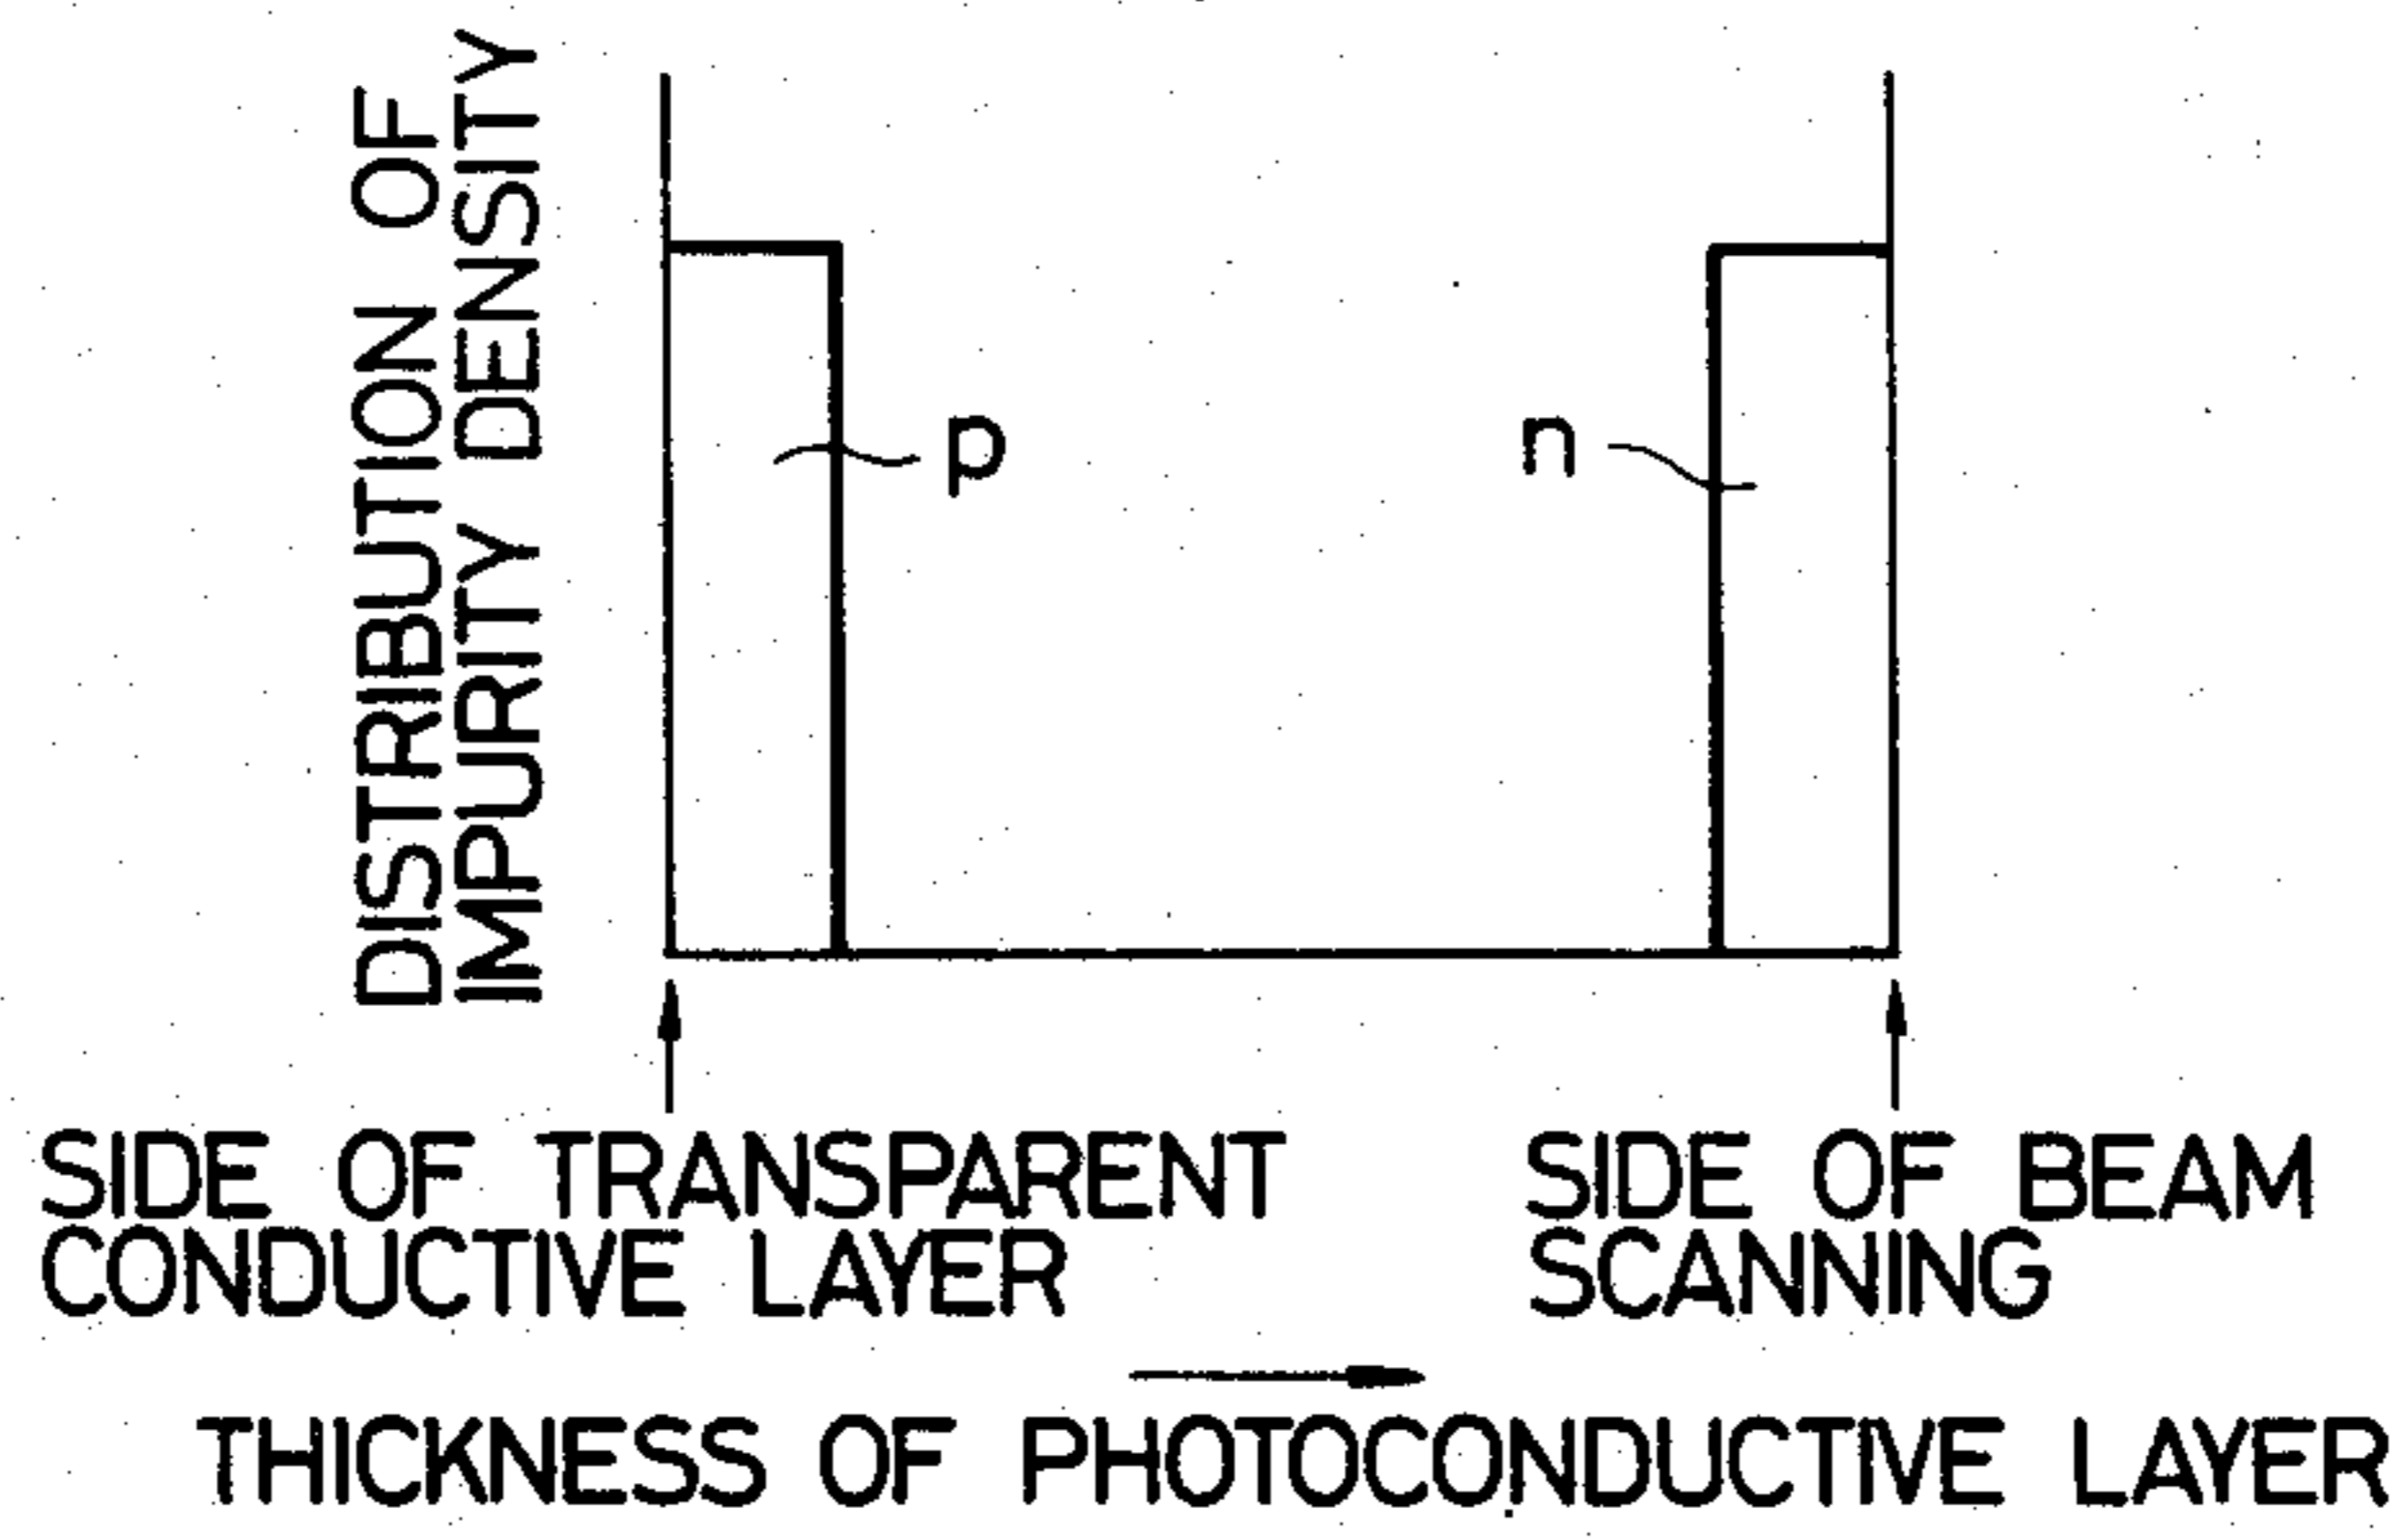 DISTRIBUTION OF
IMPURITY DENSITY
p
n
SIDE OF TRANSPARENT
CONDUCTIVE LAYER
SIDE OF BEAM
SCANNING
THICKNESS OF PHOTOCONDUCTIVE LAYER